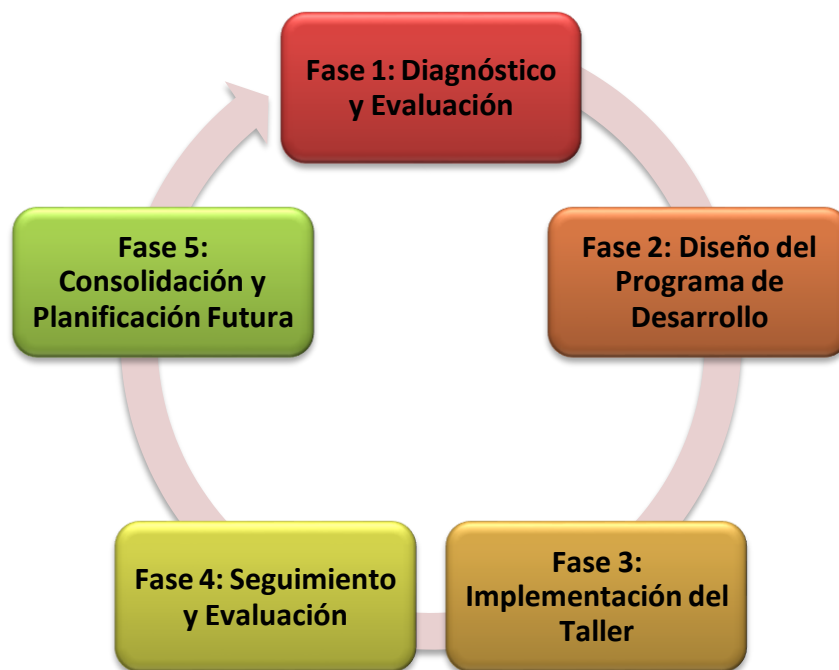 Fase 1: Diagnóstico
y Evaluación
Fase 2: Diseño del
Programa de
Desarrollo
Fase 3:
Implementación del
Taller
Fase 4: Seguimiento
y Evaluación
Fase 5:
Consolidación y
Planificación Futura